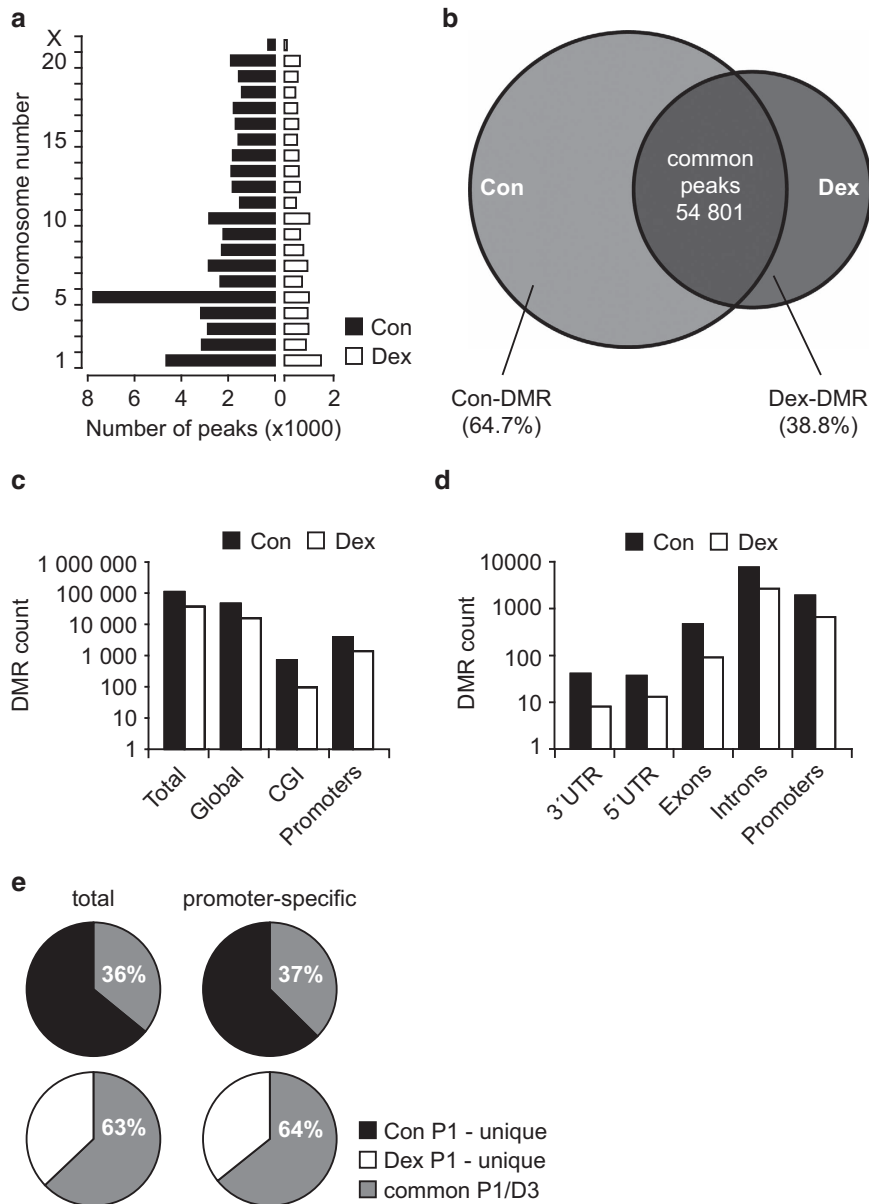 a
X
20
15
10
5
1
Chromosome number
8 6 4 2 0 0 2
Number of peaks (x1000)
Con
Dex
b
Con
common
peaks
54 801
Dex
Con-DMR
(64.7%)
Dex-DMR
(38.8%)
c
Con Dex
1 000 000
100 000
10 000
1 000
100
10
1
DMR count
Total
Global
CGI
Promoters
d
Con Dex
10000
1000
100
10
1
DMR count
3´UTR
5´UTR
Exons
Introns
Promoters
e
total promoter-specific
36% 37%
63% 64%
Con P1 - unique
Dex P1 - unique
common P1/D3